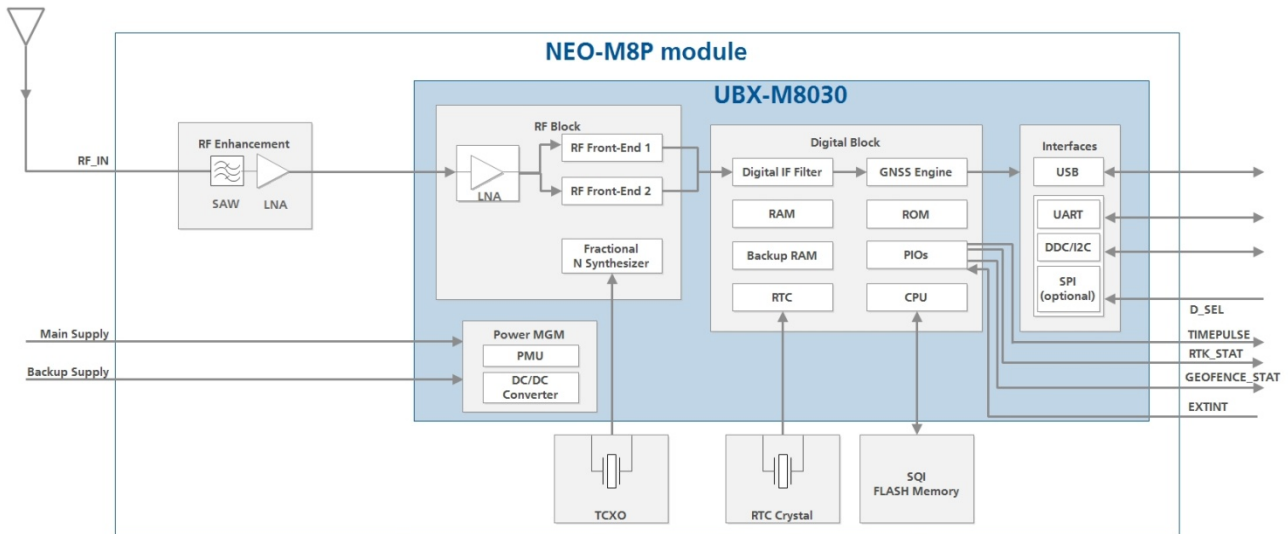 NEO-M8P module
UBX-M8030
RF_IN
RF Enhancement
SAW
LNA
RF Block
LNA
RF Front-End 1
RF Front-End 2
Fractional
N Synthesizer
Digital Block
Digital IF Filter
GNSS Engine
RAM
ROM
Backup RAM
PIOs
RTC
CPU
Interfaces
USB
UART
DDC/I2C
SPI
(optional)
D_SEL
TIMEPULSE
RTK_STAT
GEOFENCE_STAT
EXTINT
Main Supply
Backup Supply
Power MGM
PMU
DC/DC
Converter
TCXO
RTC Crystal
SQI
FLASH Memory